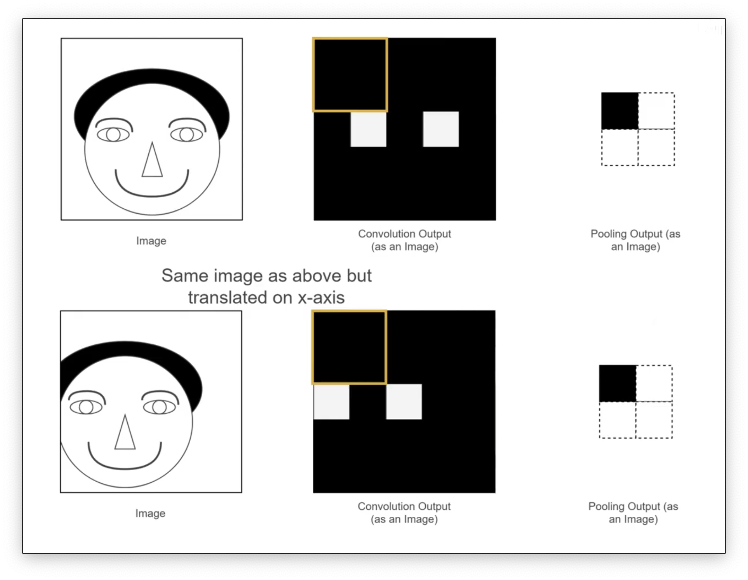 Image
Convolution Output
(as an Image)
Pooling Output (as
an Image)
Same image as above but
translated on x-axis
Image
Convolution Output
(as an Image)
Pooling Output (as
an Image)